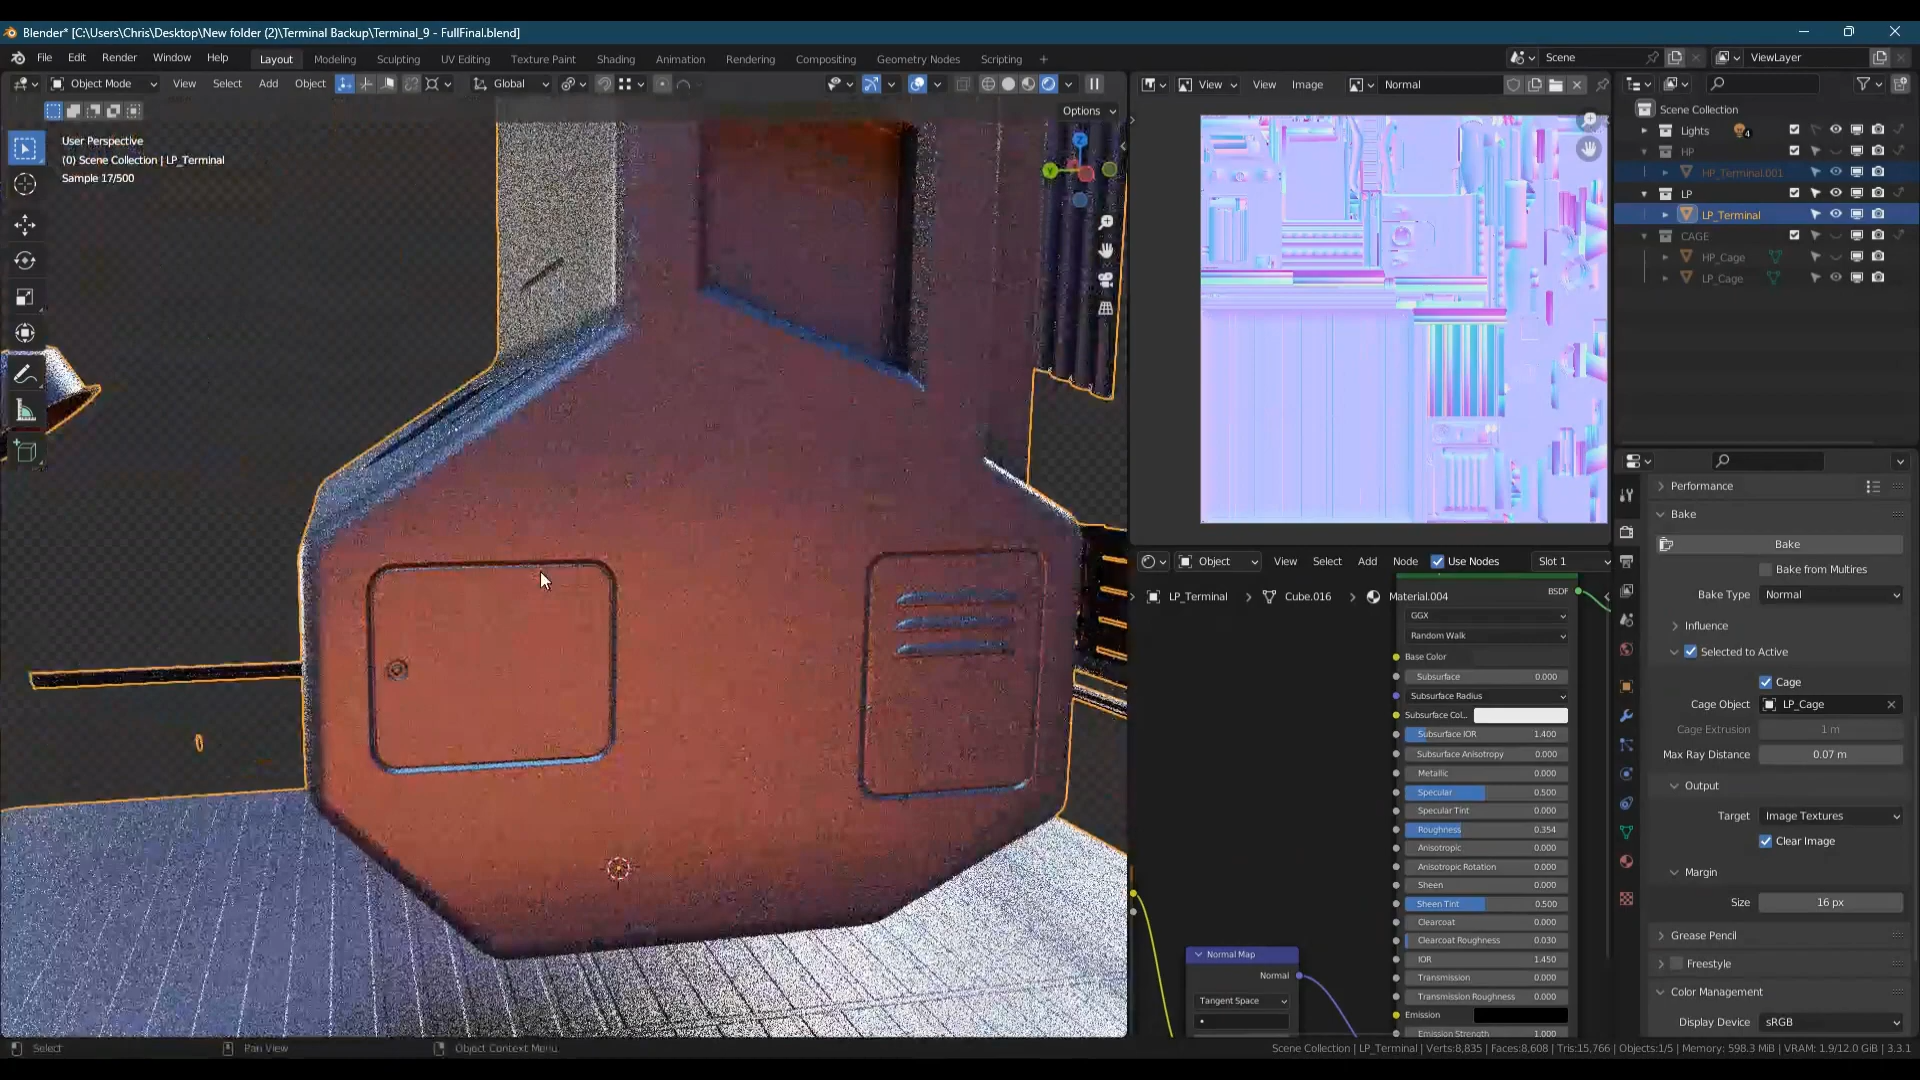 Blender* [C:\Users\Chris\Desktop\New folder (2)\Terminal Backup\Terminal_9 - FullFinal.blend]
File Edit Render Window Help Layout Modeling Sculpting UV Editing Texture Paint Shading Animation Rendering Compositing Geometry Nodes Scripting + Scene ViewLayer
Object Mode View Select Add Object Global
Options
User Perspective
(0) Scene Collection | LP_Terminal
Sample 17/500
Z
Y
View View Image Normal
Scene Collection
Lights 4
HP
HP_Terminal.001
LP
LP_Terminal
CAGE
HP_Cage
LP_Cage
Object View Select Add Node Use Nodes Slot 1
LP_Terminal > Cube.016 > Material.004
BSDF
GGX
Random Walk
Base Color
Subsurface 0.000
Subsurface Radius
Subsurface Col...
Subsurface IOR 1.400
Subsurface Anisotropy 0.000
Metallic 0.000
Specular 0.500
Specular Tint 0.000
Roughness 0.354
Anisotropic 0.000
Anisotropic Rotation 0.000
Sheen 0.000
Sheen Tint 0.500
Clearcoat 0.000
Clearcoat Roughness 0.030
IOR 1.450
Transmission 0.000
Transmission Roughness 0.000
Emission
Emission Strength 1.000
Normal Map
Normal
Tangent Space
Performance
Bake
Bake
Bake from Multires
Bake Type Normal
Influence
Selected to Active
Cage
Cage Object LP_Cage
Cage Extrusion 1 m
Max Ray Distance 0.07 m
Output
Target Image Textures
Clear Image
Margin
Size 16 px
Grease Pencil
Freestyle
Color Management
Display Device sRGB
Select Pan View Object Context Menu
Scene Collection | LP_Terminal | Verts:8,835 | Faces:8,608 | Tris:15,766 | Objects:1/5 | Memory: 598.3 MiB | VRAM: 1.9/12.0 GiB | 3.3.1